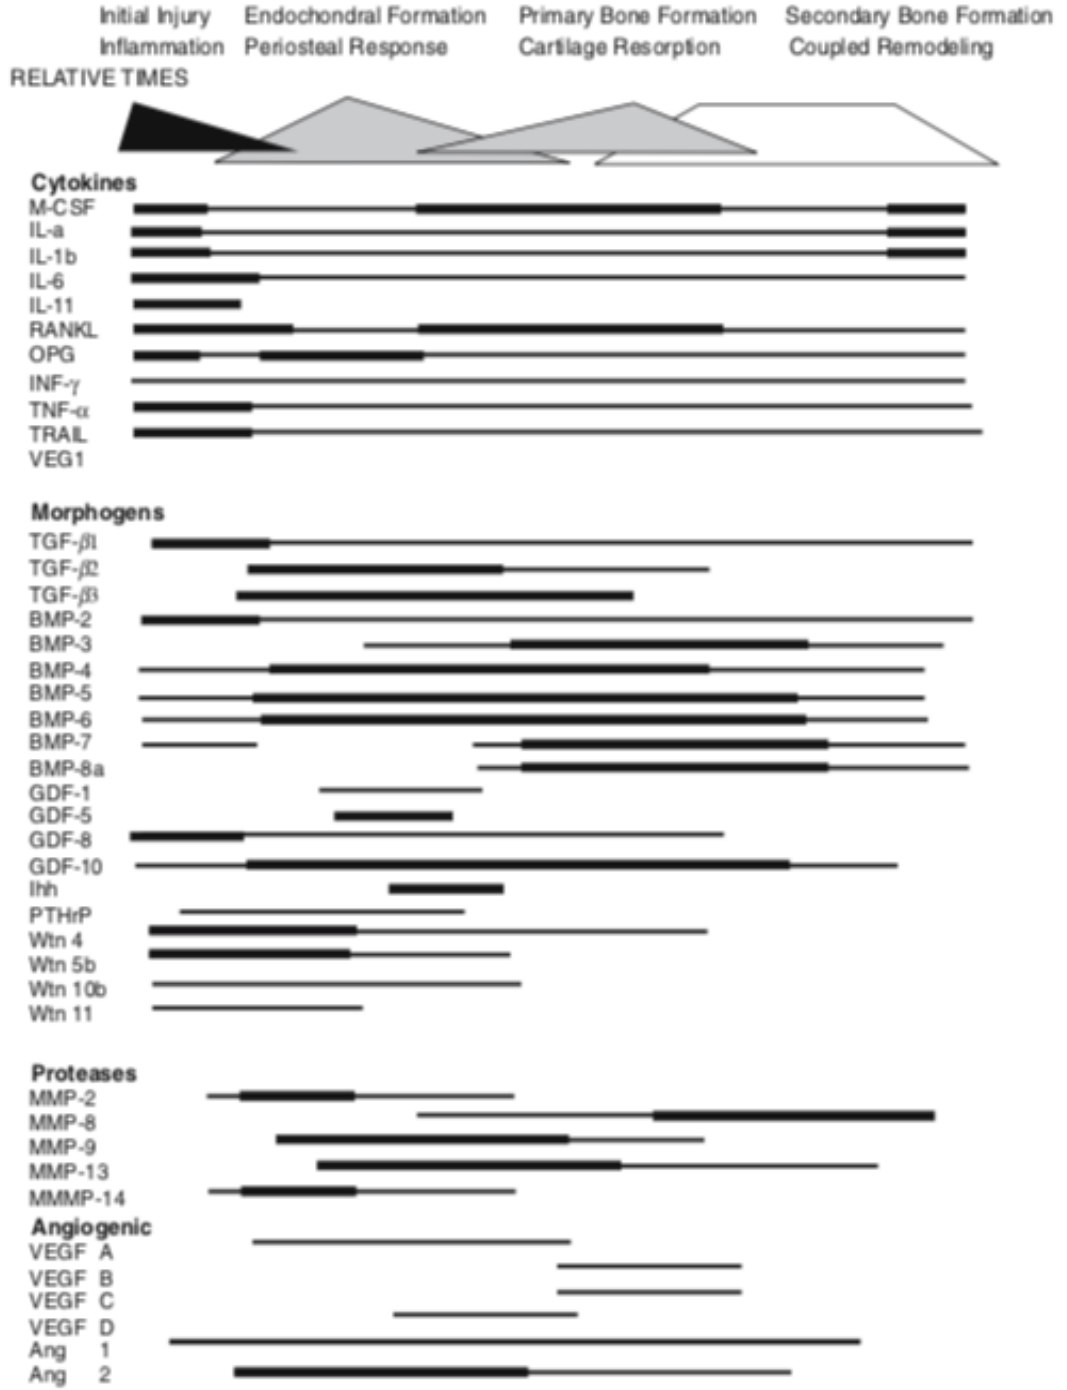 Initial Injury Endochondral Formation Primary Bone Formation Secondary Bone Formation
Inflammation Periosteal Response Cartilage Resorption Coupled Remodeling
RELATIVE TIMES
Cytokines
M-CSF
IL-a
IL-1b
IL-6
IL-11
RANKL
OPG
INF-γ
TNF-α
TRAIL
VEG1
Morphogens
TGF-β1
TGF-β2
TGF-β3
BMP-2
BMP-3
BMP-4
BMP-5
BMP-6
BMP-7
BMP-8a
GDF-1
GDF-5
GDF-8
GDF-10
Ihh
PTHrP
Wtn 4
Wtn 5b
Wtn 10b
Wtn 11
Proteases
MMP-2
MMP-8
MMP-9
MMP-13
MMMP-14
Angiogenic
VEGF A
VEGF B
VEGF C
VEGF D
Ang 1
Ang 2